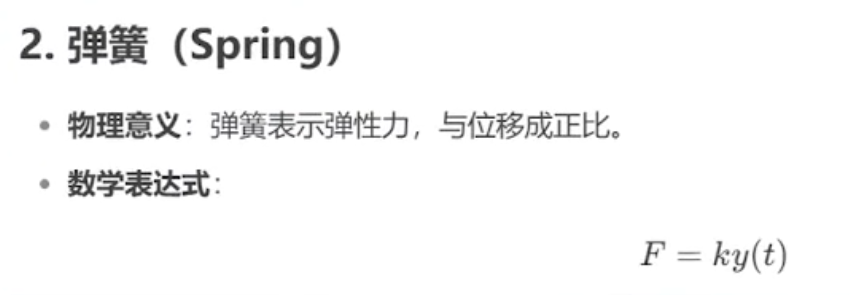 2. 弹簧（Spring）
• 物理意义：弹簧表示弹性力，与位移成正比。
• 数学表达式：
F = ky(t)